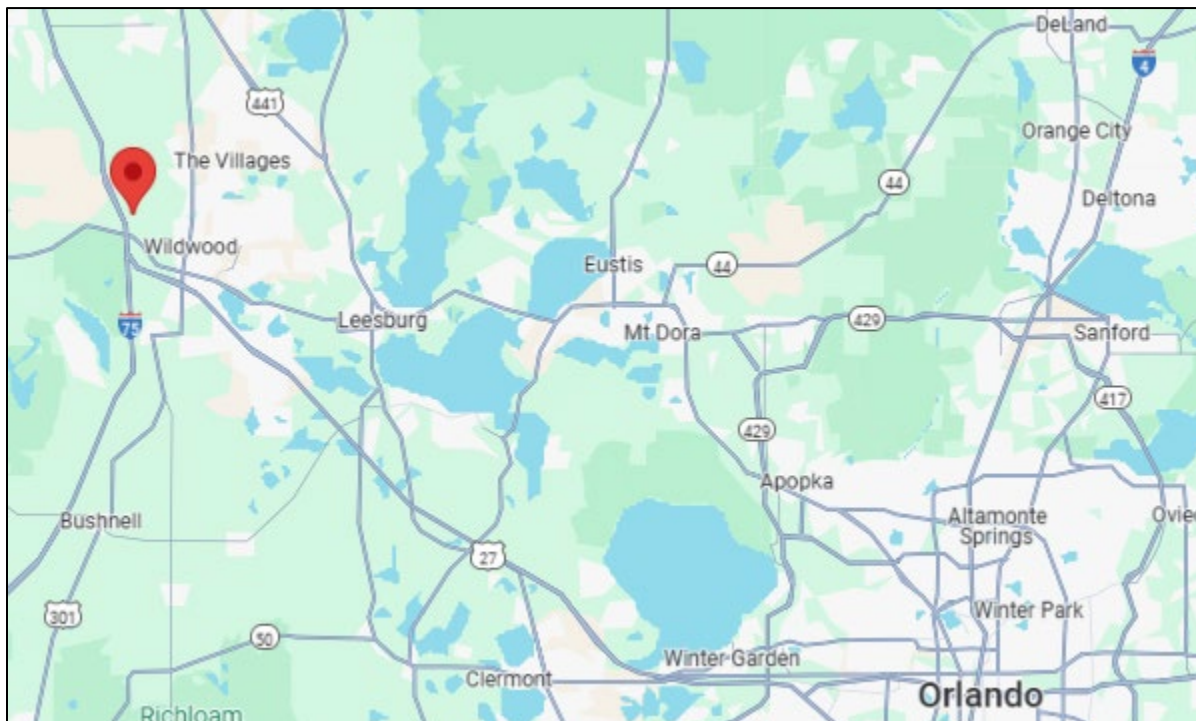 DeLand
4
441
Orange City
The Villages
44
Deltona
Wildwood
Eustis
44
75
Leesburg
429
Mt Dora
Sanford
417
429
Apopka
Bushnell
Altamonte
Springs
Ovie
27
301
50
Winter Park
Winter Garden
Clermont
Orlando
Richloam